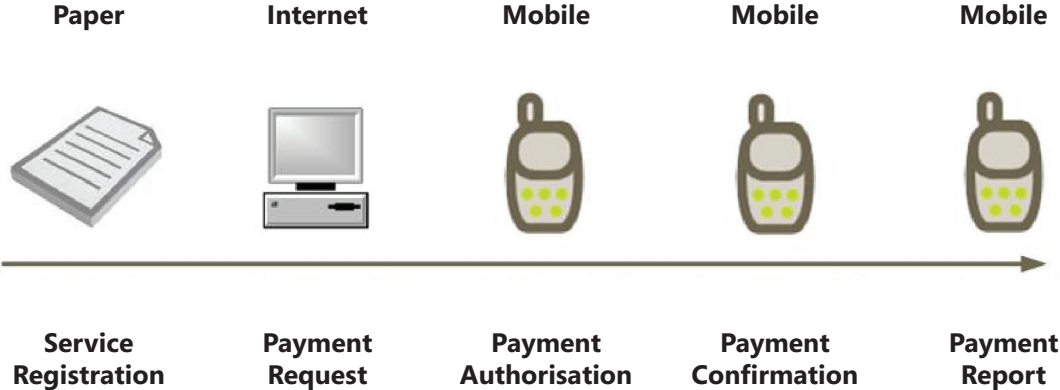 Paper Internet Mobile Mobile Mobile
Service Payment Payment Payment Payment
Registration Request Authorisation Confirmation Report